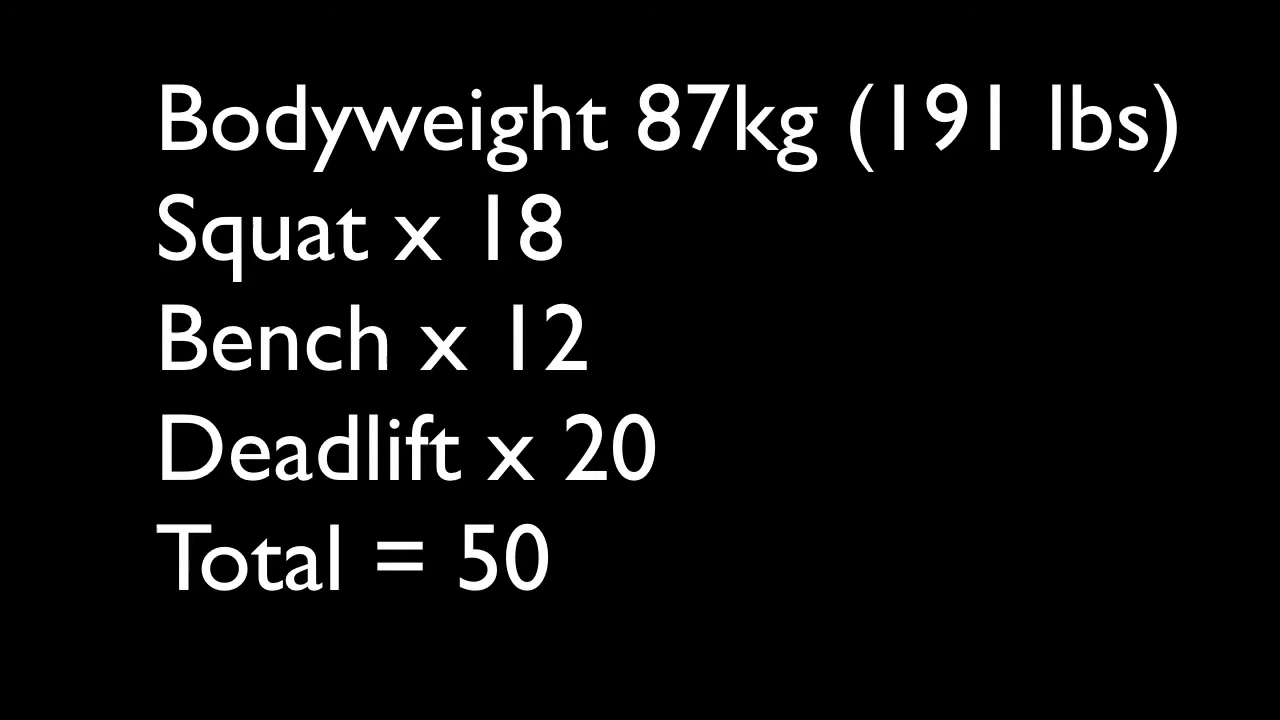 Bodyweight 87kg (191 lbs)
Squat x 18
Bench x 12
Deadlift x 20
Total = 50